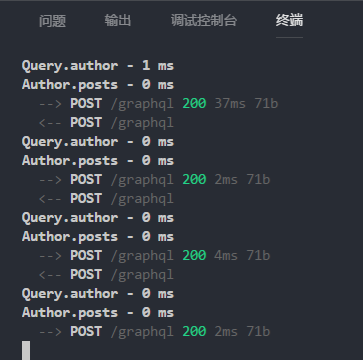 问题 输出 调试控制台 终端
Query.author - 1 ms
Author.posts - 0 ms
--> POST /graphql 200 37ms 71b
<-- POST /graphql
Query.author - 0 ms
Author.posts - 0 ms
--> POST /graphql 200 2ms 71b
<-- POST /graphql
Query.author - 0 ms
Author.posts - 0 ms
--> POST /graphql 200 4ms 71b
<-- POST /graphql
Query.author - 0 ms
Author.posts - 0 ms
--> POST /graphql 200 2ms 71b